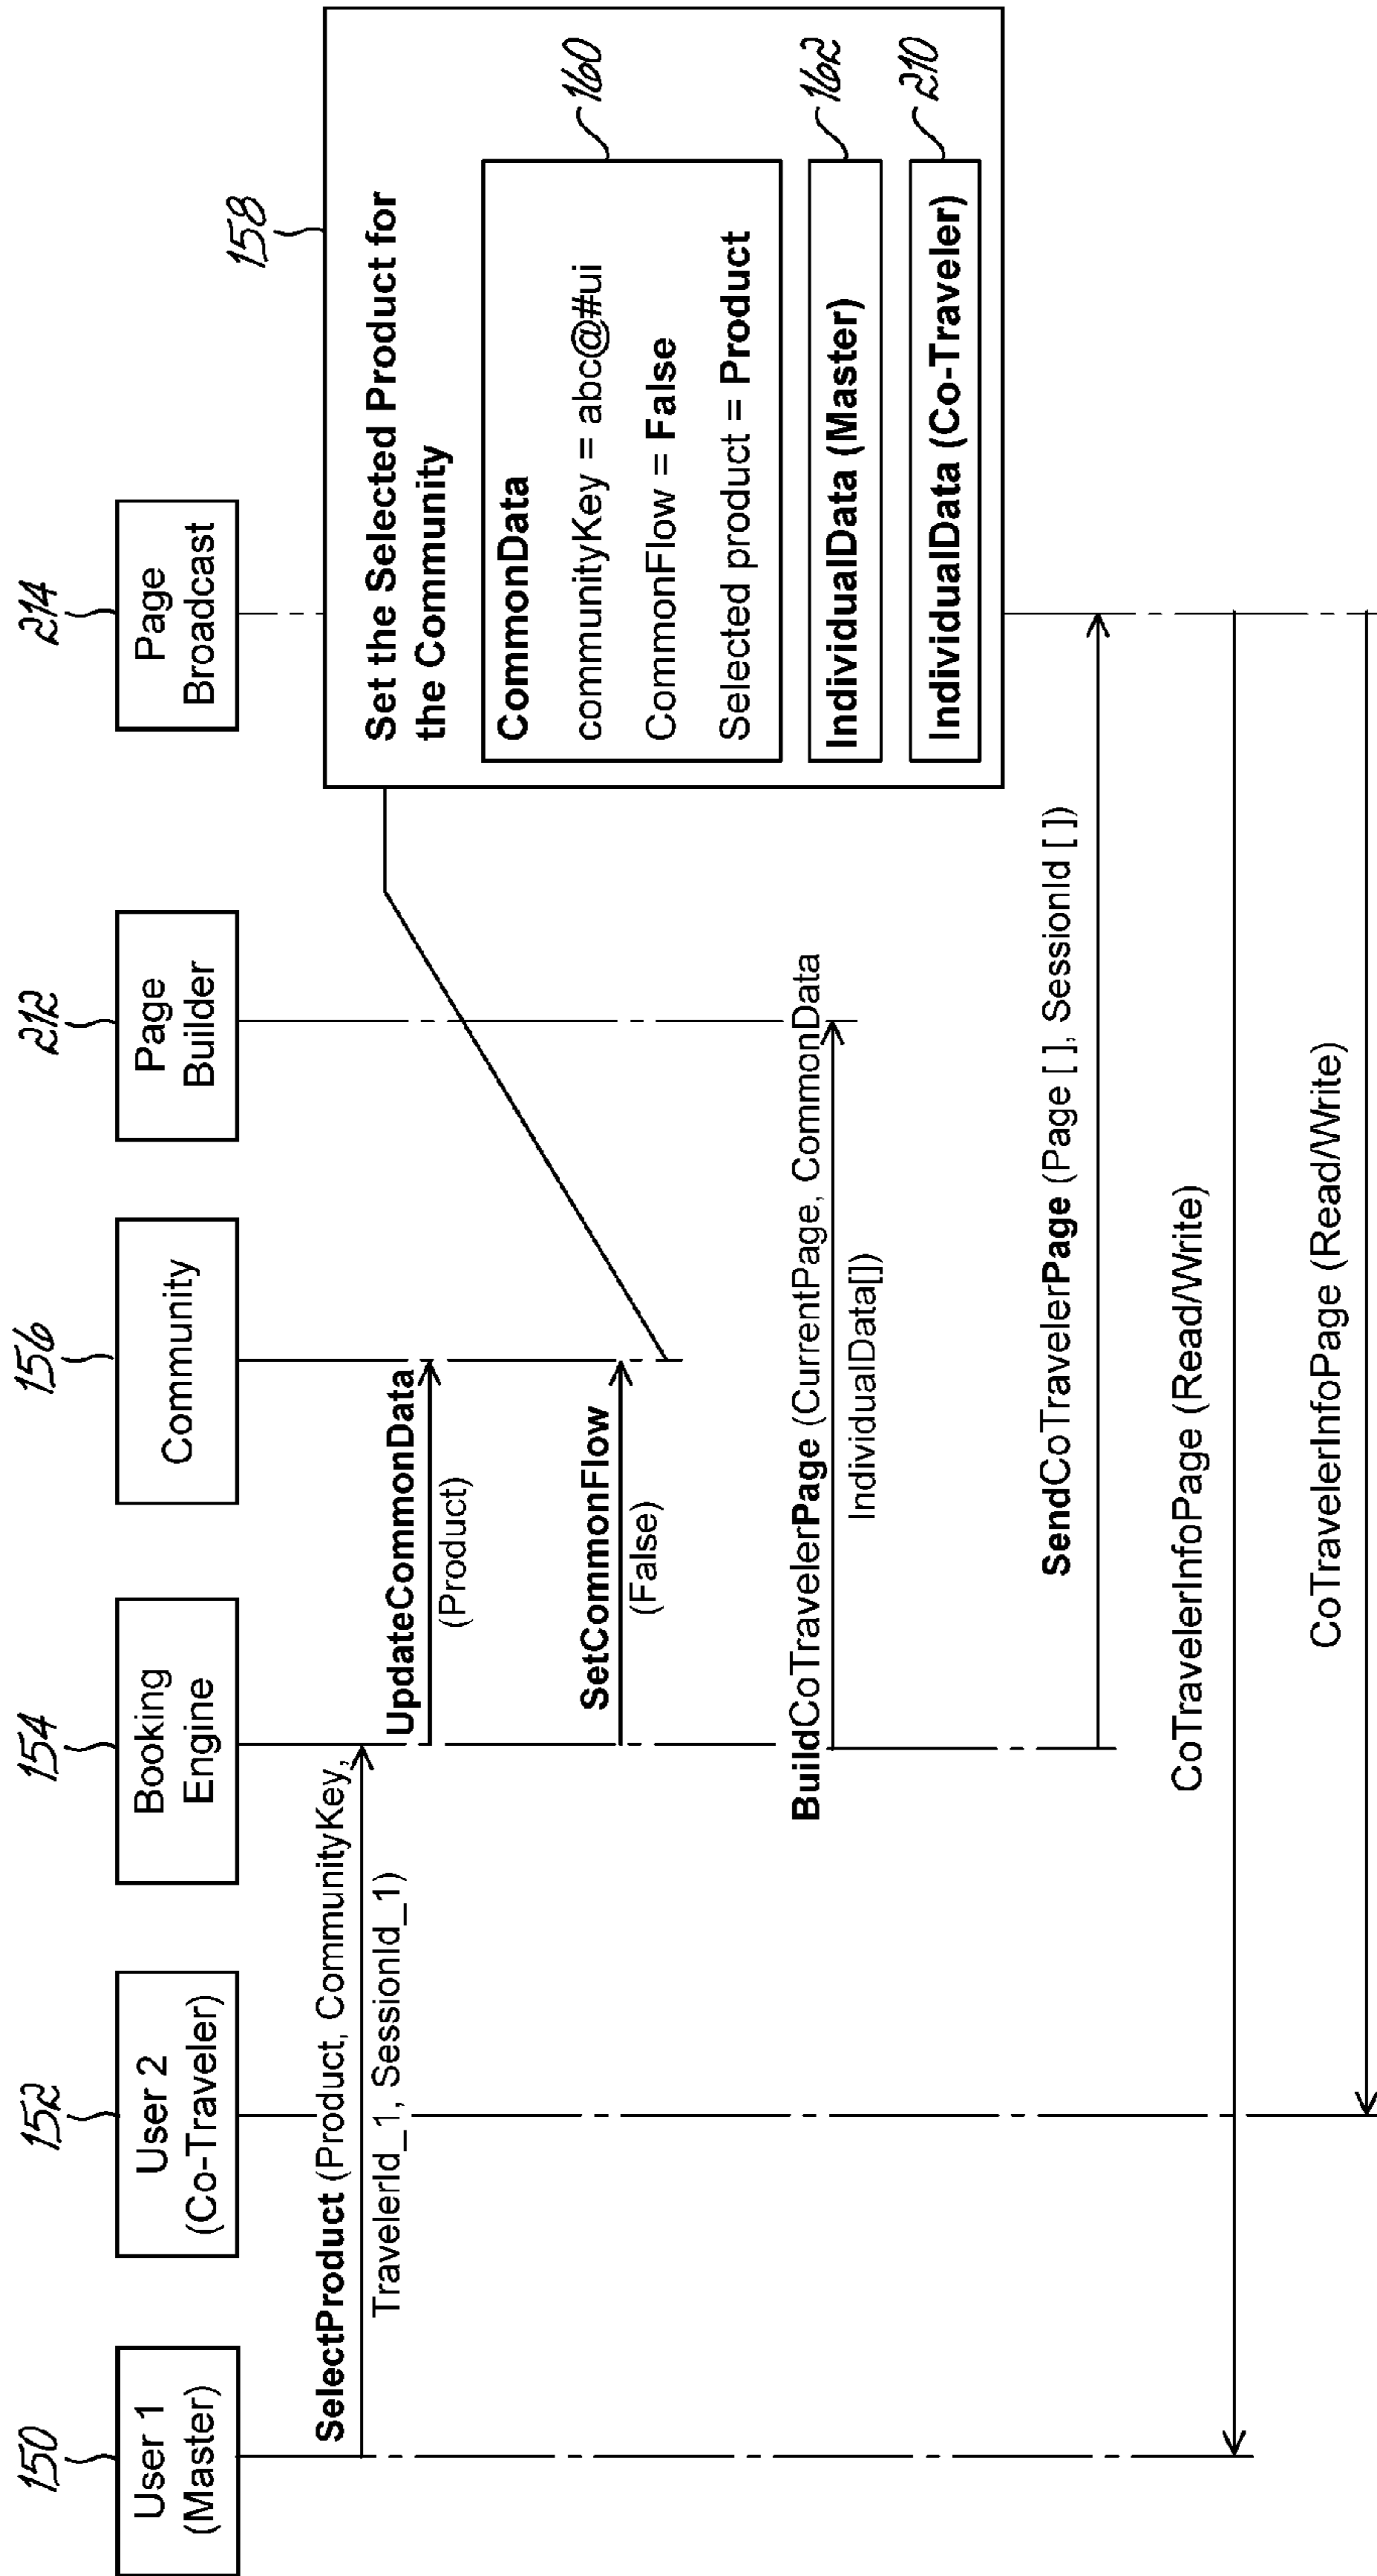 150
User 1
(Master)
152
User 2
(Co-Traveler)
154
Booking
Engine
156
Community
212
Page
Builder
214
Page
Broadcast
SelectProduct (Product, CommunityKey,
TravelerId_1, SessionId_1)
UpdateCommonData
(Product)
SetCommonFlow
(False)
158
Set the Selected Product for
the Community
CommonData
communityKey = abc@#ui
CommonFlow = False
Selected product = Product
160
IndividualData (Master)
162
IndividualData (Co-Traveler)
210
BuildCoTravelerPage (CurrentPage, CommonData
IndividualData[])
SendCoTravelerPage (Page [ ], SessionId [ ])
CoTravelerInfoPage (Read/Write)
CoTravelerInfoPage (Read/Write)